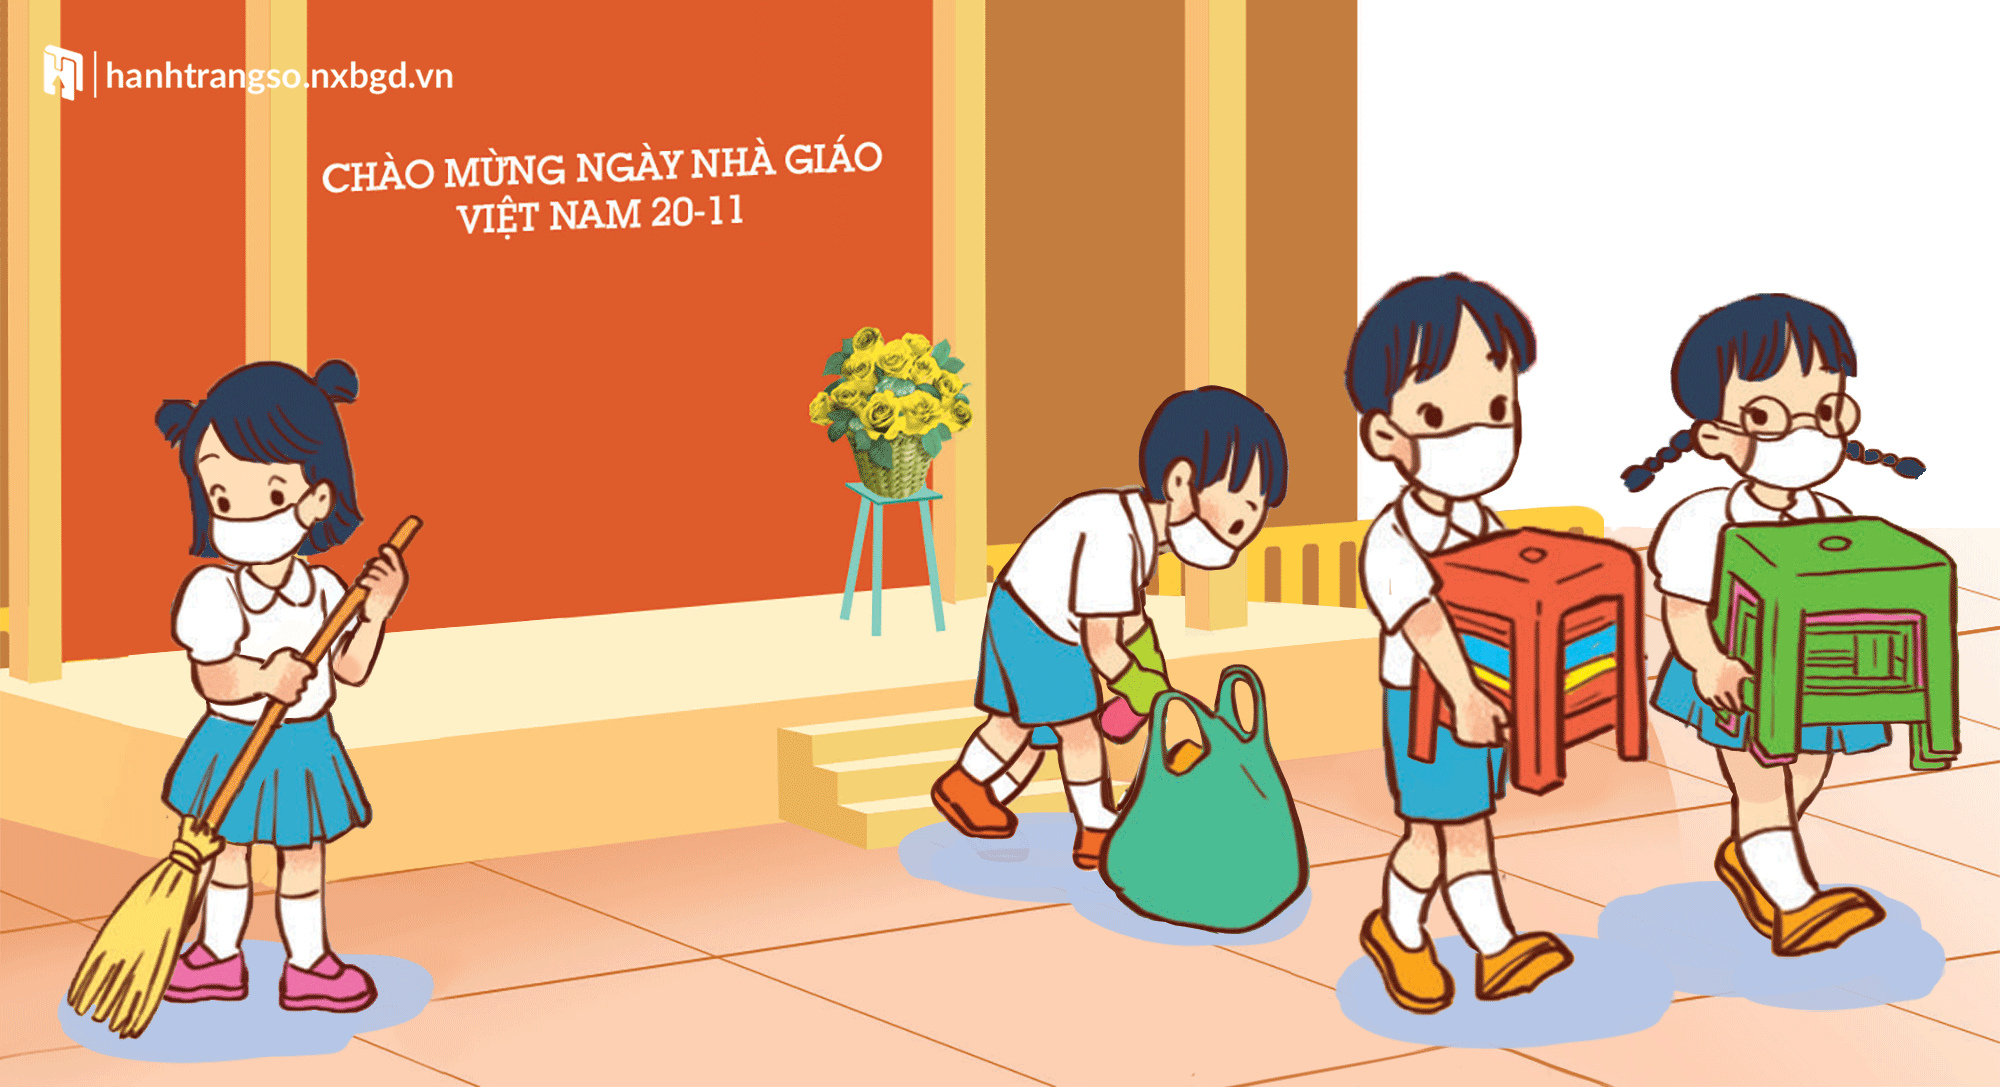 hanhtrangso.nxbgd.vn
CHÀO MỪNG NGÀY NHÀ GIÁO
VIỆT NAM 20-11